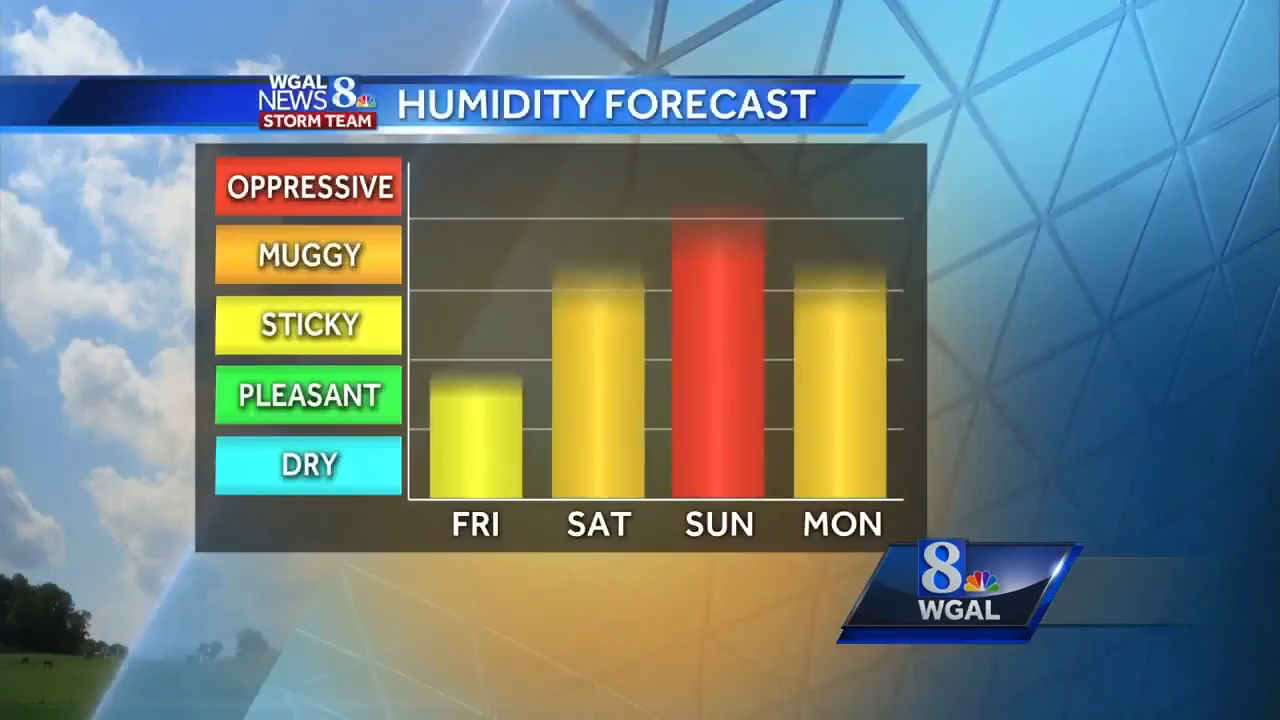 WGAL
NEWS 8
STORM TEAM
HUMIDITY FORECAST
OPPRESSIVE
MUGGY
STICKY
PLEASANT
DRY
FRI SAT SUN MON
8
WGAL